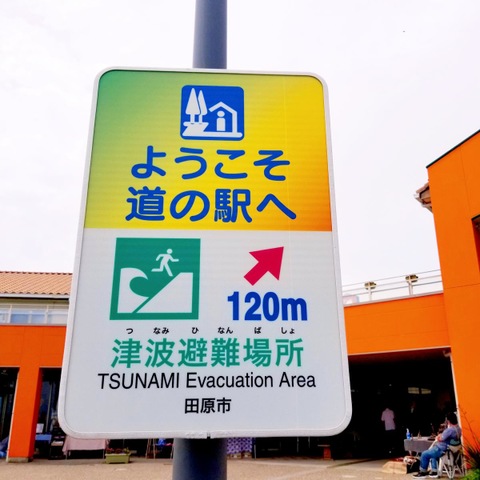 ようこそ
道の駅へ
120m
つなみひなんばしょ
津波避難場所
TSUNAMI Evacuation Area
田原市